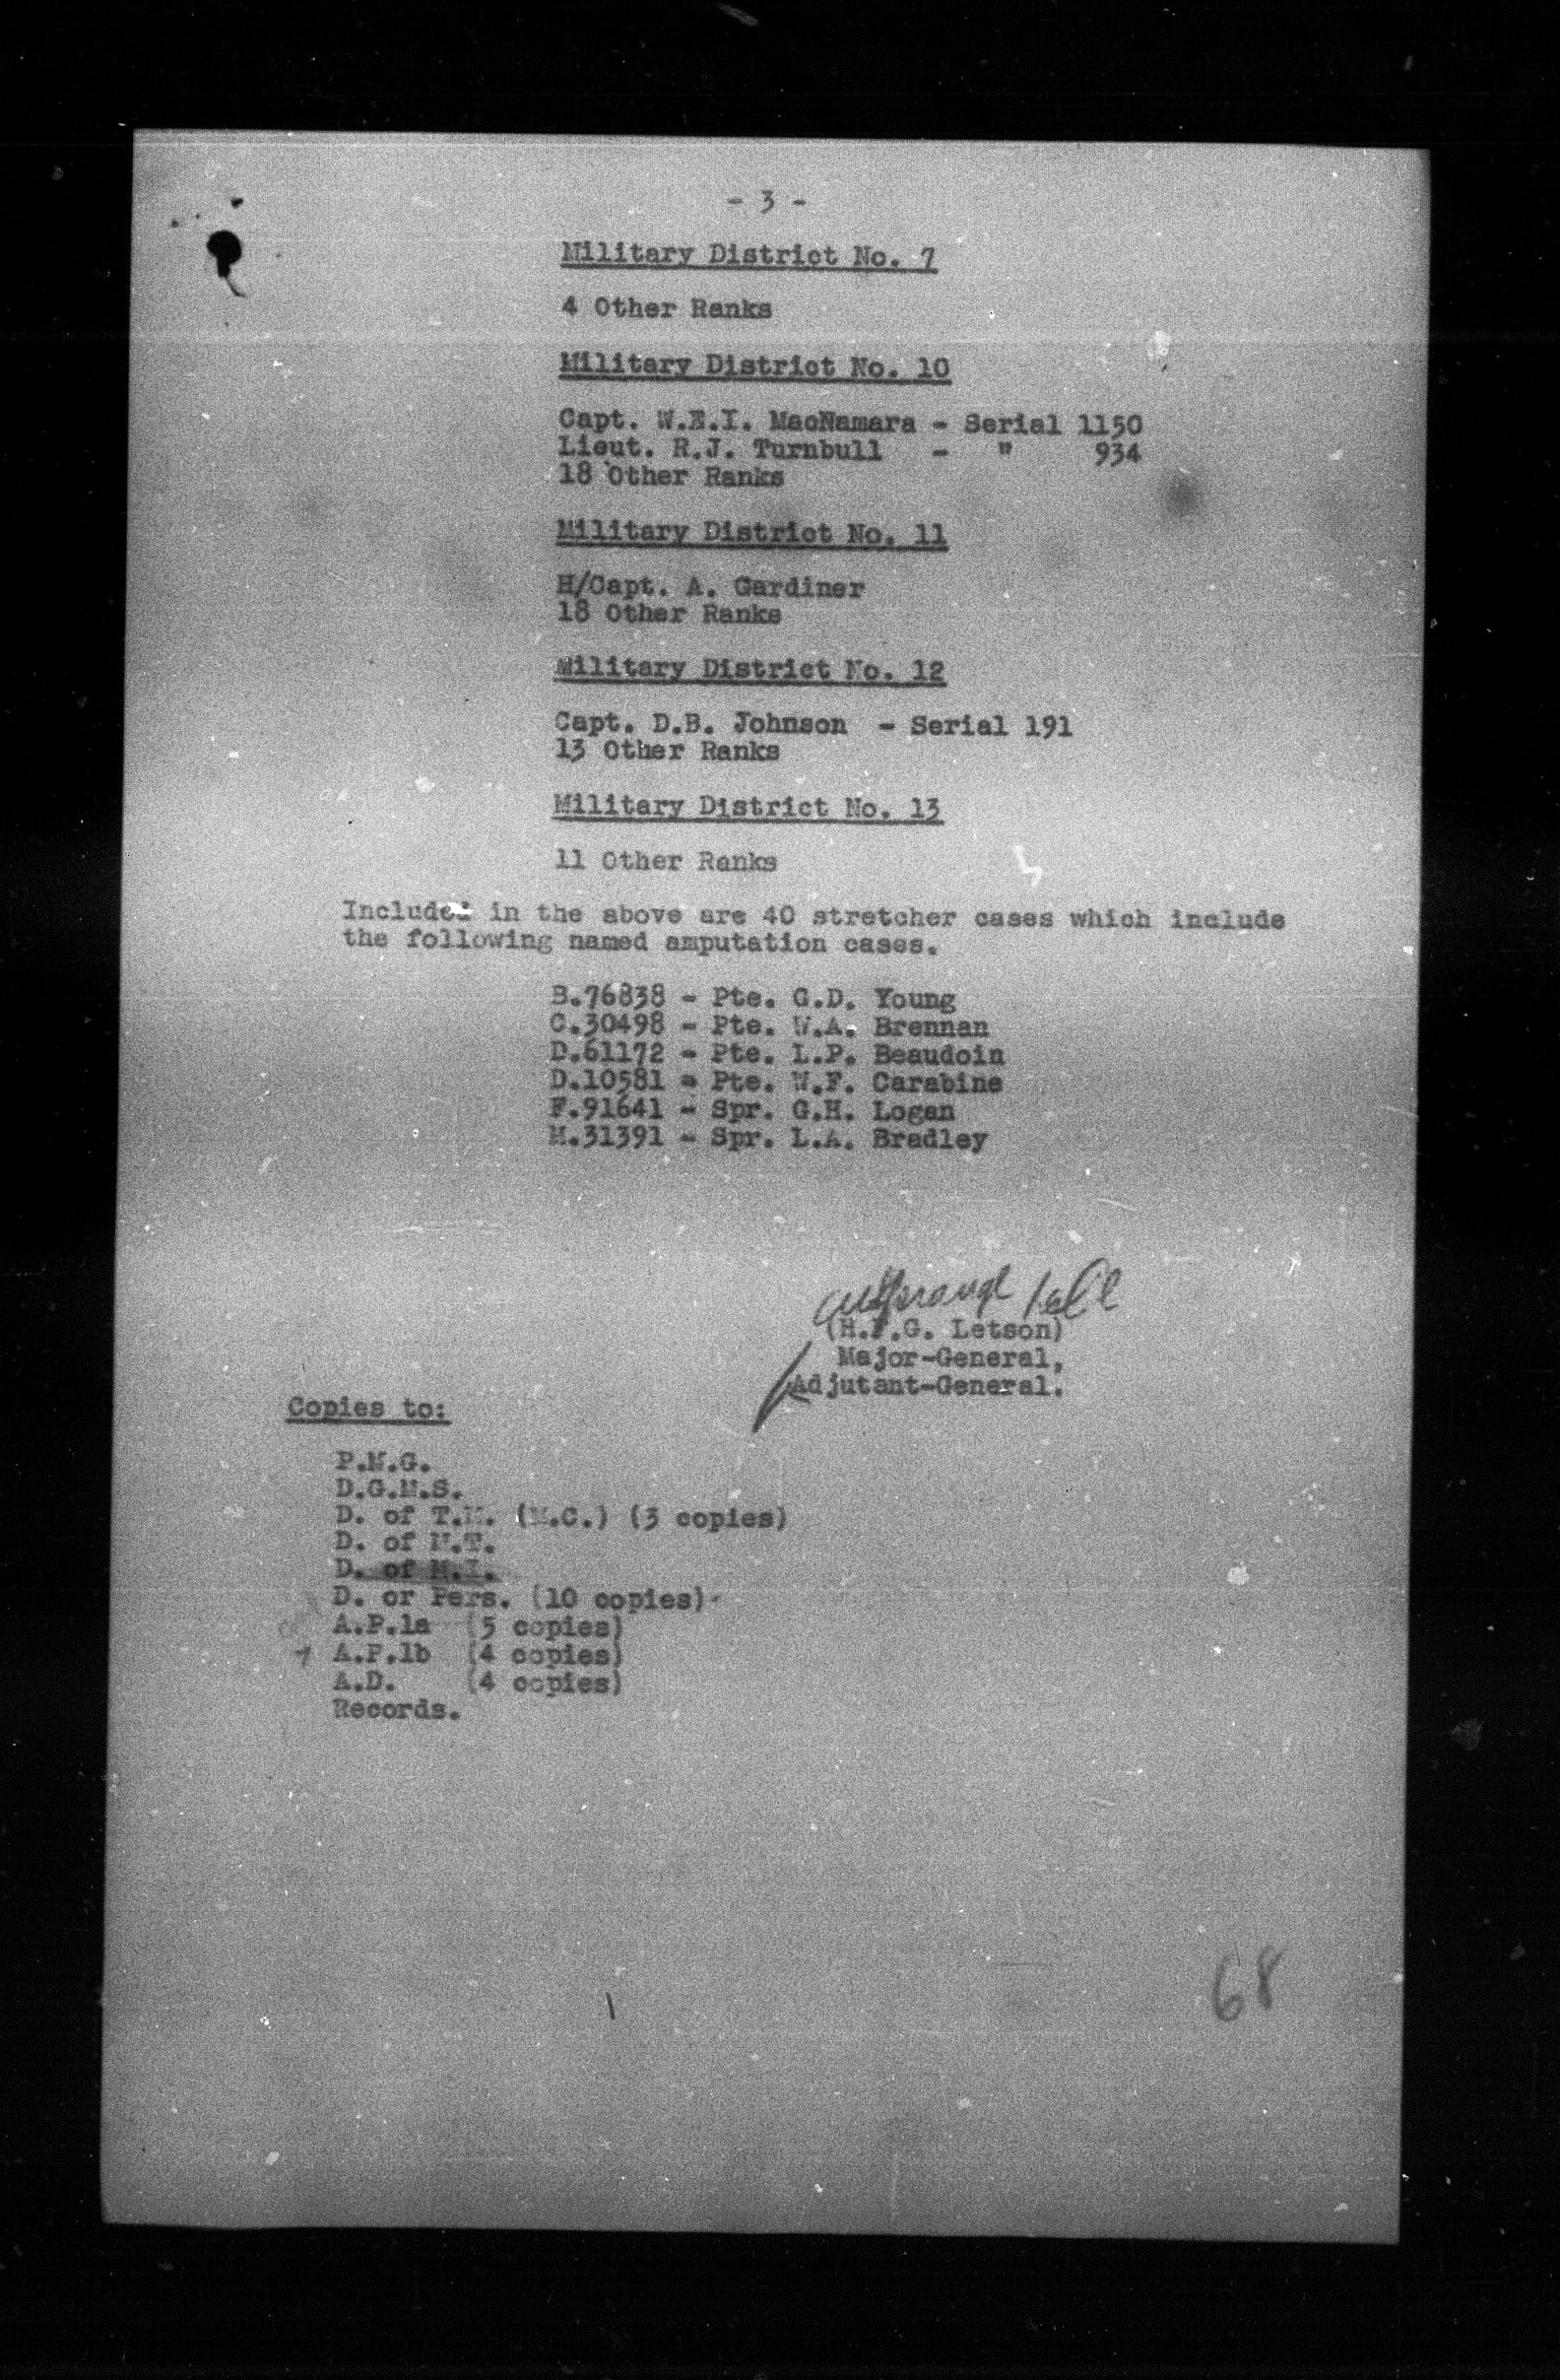 - 3 -
Military District No. 7
4 Other Ranks
Military District No. 10
Capt. W.E.I. MacNamara - Serial 1150
Lieut. R.J. Turnbull - " 934
18 Other Ranks
Military District No. 11
H/Capt. A. Gardiner
18 Other Ranks
Military District No. 12
Capt. D.B. Johnson - Serial 191
13 Other Ranks
Military District No. 13
11 Other Ranks
Included in the above are 40 stretcher cases which include
the following named amputation cases.
B.76838 - Pte. G.D. Young
C.30498 - Pte. W.A. Brennan
D.61172 - Pte. L.P. Beaudoin
D.10581 - Pte. W.F. Carabine
F.91641 - Spr. G.H. Logan
M.31391 - Spr. L.A. Bradley
(H.F.G. Letson)
Major-General,
Adjutant-General.
Copies to:
P.M.G.
D.G.M.S.
D. of T.M. (M.C.) (3 copies)
D. of M.T.
D. of M.I.
D. or Pers. (10 copies)
A.P.1a (5 copies)
A.P.1b (4 copies)
A.D. (4 copies)
Records.
68